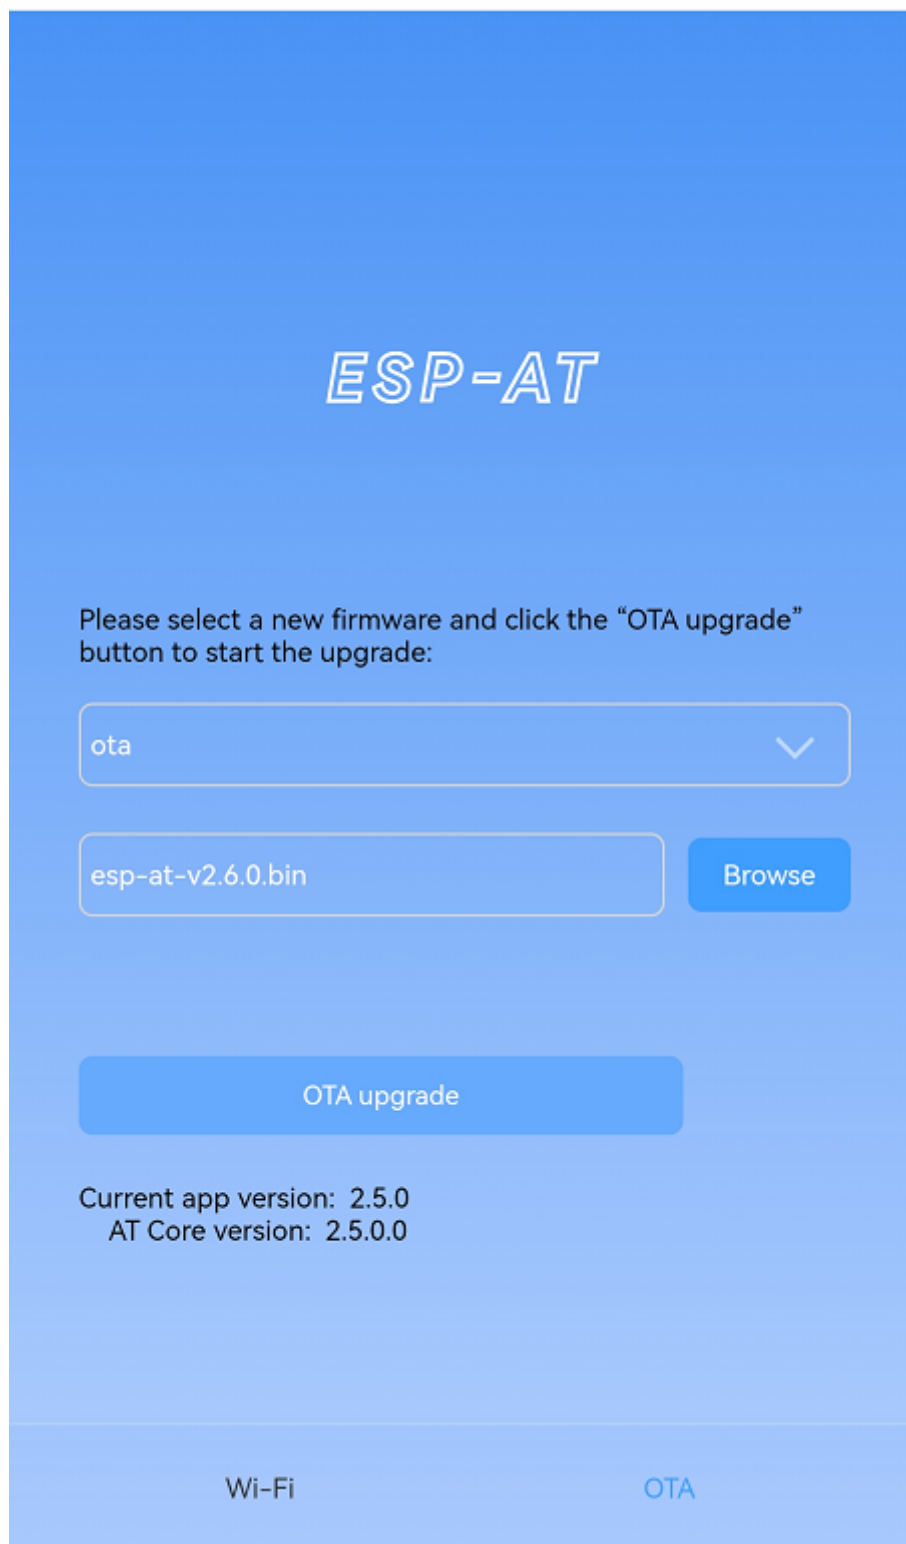 ESP-AT
Please select a new firmware and click the “OTA upgrade”
button to start the upgrade:
ota
esp-at-v2.6.0.bin
Browse
OTA upgrade
Current app version: 2.5.0
AT Core version: 2.5.0.0
Wi-Fi
OTA